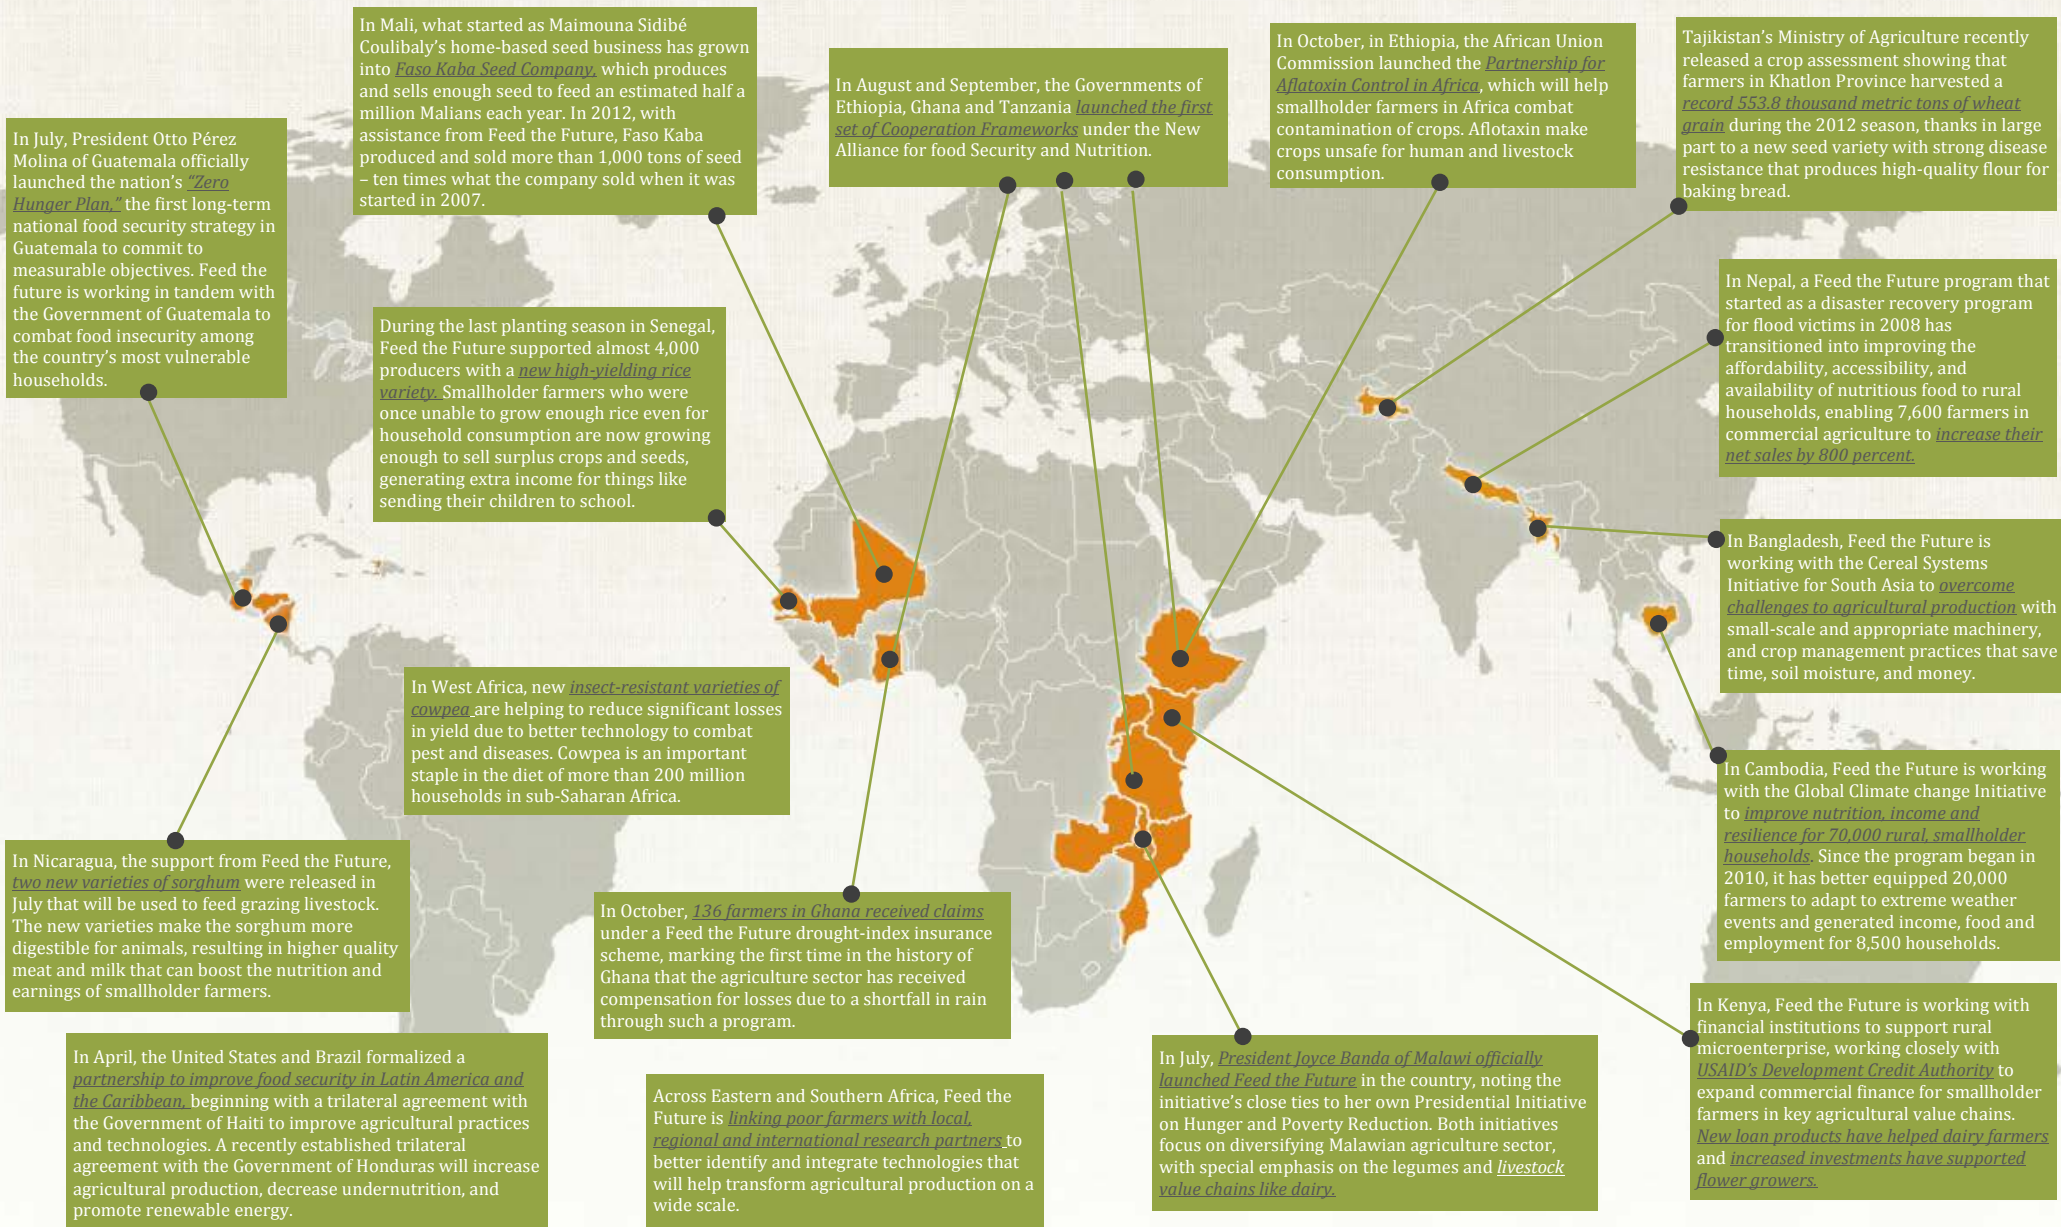 In July, President Otto Pérez
Molina of Guatemala officially
launched the nation's "Zero
Hunger Plan," the first long-term
national food security strategy in
Guatemala to commit to
measurable objectives. Feed the
future is working in tandem with
the Government of Guatemala to
combat food insecurity among
the country's most vulnerable
households.
In Mali, what started as Maimouna Sidibé
Coulibaly's home-based seed business has grown
into Faso Kaba Seed Company, which produces
and sells enough seed to feed an estimated half a
million Malians each year. In 2012, with
assistance from Feed the Future, Faso Kaba
produced and sold more than 1,000 tons of seed
– ten times what the company sold when it was
started in 2007.
In August and September, the Governments of
Ethiopia, Ghana and Tanzania launched the first
set of Cooperation Frameworks under the New
Alliance for food Security and Nutrition.
In October, in Ethiopia, the African Union
Commission launched the Partnership for
Aflatoxin Control in Africa, which will help
smallholder farmers in Africa combat
contamination of crops. Aflotaxin make
crops unsafe for human and livestock
consumption.
Tajikistan's Ministry of Agriculture recently
released a crop assessment showing that
farmers in Khatlon Province harvested a
record 553.8 thousand metric tons of wheat
grain during the 2012 season, thanks in large
part to a new seed variety with strong disease
resistance that produces high-quality flour for
baking bread.
During the last planting season in Senegal,
Feed the Future supported almost 4,000
producers with a new high-yielding rice
variety. Smallholder farmers who were
once unable to grow enough rice even for
household consumption are now growing
enough to sell surplus crops and seeds,
generating extra income for things like
sending their children to school.
In Nepal, a Feed the Future program that
started as a disaster recovery program
for flood victims in 2008 has
transitioned into improving the
affordability, accessibility, and
availability of nutritious food to rural
households, enabling 7,600 farmers in
commercial agriculture to increase their
net sales by 800 percent.
In Bangladesh, Feed the Future is
working with the Cereal Systems
Initiative for South Asia to overcome
challenges to agricultural production with
small-scale and appropriate machinery,
and crop management practices that save
time, soil moisture, and money.
In West Africa, new insect-resistant varieties of
cowpea are helping to reduce significant losses
in yield due to better technology to combat
pest and diseases. Cowpea is an important
staple in the diet of more than 200 million
households in sub-Saharan Africa.
In Cambodia, Feed the Future is working
with the Global Climate change Initiative
to improve nutrition, income and
resilience for 70,000 rural, smallholder
households. Since the program began in
2010, it has better equipped 20,000
farmers to adapt to extreme weather
events and generated income, food and
employment for 8,500 households.
In Nicaragua, the support from Feed the Future,
two new varieties of sorghum were released in
July that will be used to feed grazing livestock.
The new varieties make the sorghum more
digestible for animals, resulting in higher quality
meat and milk that can boost the nutrition and
earnings of smallholder farmers.
In October, 136 farmers in Ghana received claims
under a Feed the Future drought-index insurance
scheme, marking the first time in the history of
Ghana that the agriculture sector has received
compensation for losses due to a shortfall in rain
through such a program.
In Kenya, Feed the Future is working with
financial institutions to support rural
microenterprise, working closely with
USAID's Development Credit Authority to
expand commercial finance for smallholder
farmers in key agricultural value chains.
New loan products have helped dairy farmers
and increased investments have supported
flower growers.
In April, the United States and Brazil formalized a
partnership to improve food security in Latin America and
the Caribbean, beginning with a trilateral agreement with
the Government of Haiti to improve agricultural practices
and technologies. A recently established trilateral
agreement with the Government of Honduras will increase
agricultural production, decrease undernutrition, and
promote renewable energy.
Across Eastern and Southern Africa, Feed the
Future is linking poor farmers with local,
regional and international research partners to
better identify and integrate technologies that
will help transform agricultural production on a
wide scale.
In July, President Joyce Banda of Malawi officially
launched Feed the Future in the country, noting the
initiative's close ties to her own Presidential Initiative
on Hunger and Poverty Reduction. Both initiatives
focus on diversifying Malawian agriculture sector,
with special emphasis on the legumes and livestock
value chains like dairy.